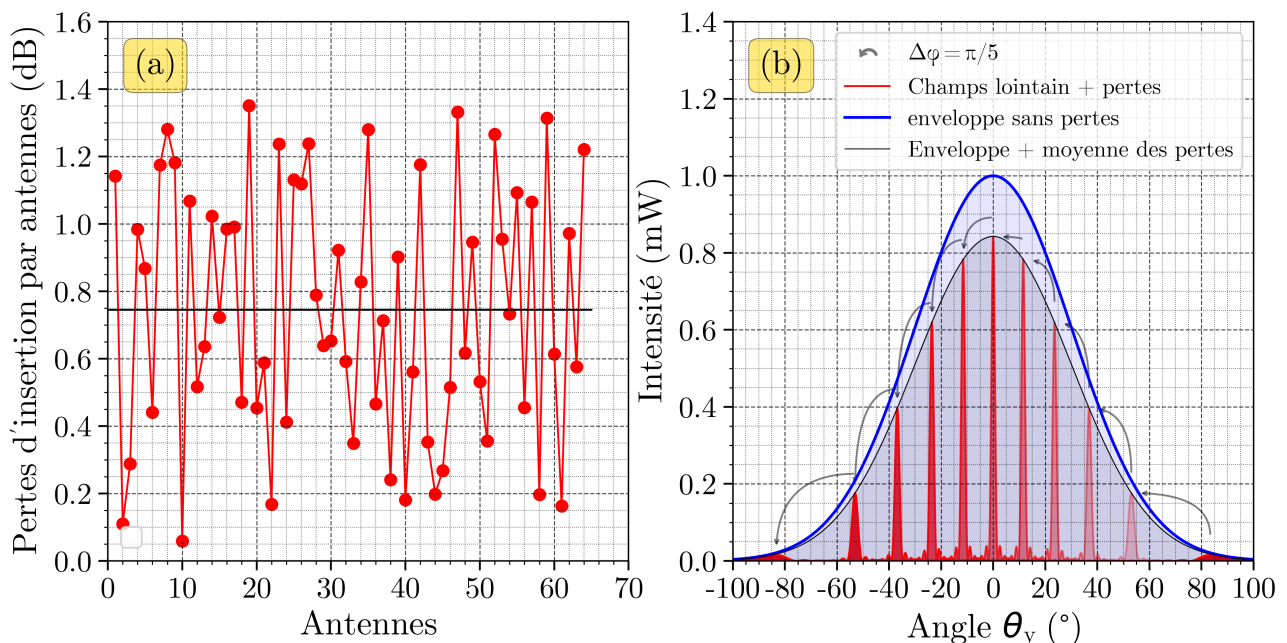 (a)
Pertes d'insertion par antennes (dB)
1.6
1.4
1.2
1.0
0.8
0.6
0.4
0.2
0.0
0 10 20 30 40 50 60 70
Antennes
(b)
Δφ = π/5
Champs lointain + pertes
enveloppe sans pertes
Enveloppe + moyenne des pertes
Intensité (mW)
1.4
1.2
1.0
0.8
0.6
0.4
0.2
0.0
-100 -80 -60 -40 -20 0 20 40 60 80 100
Angle θv (°)